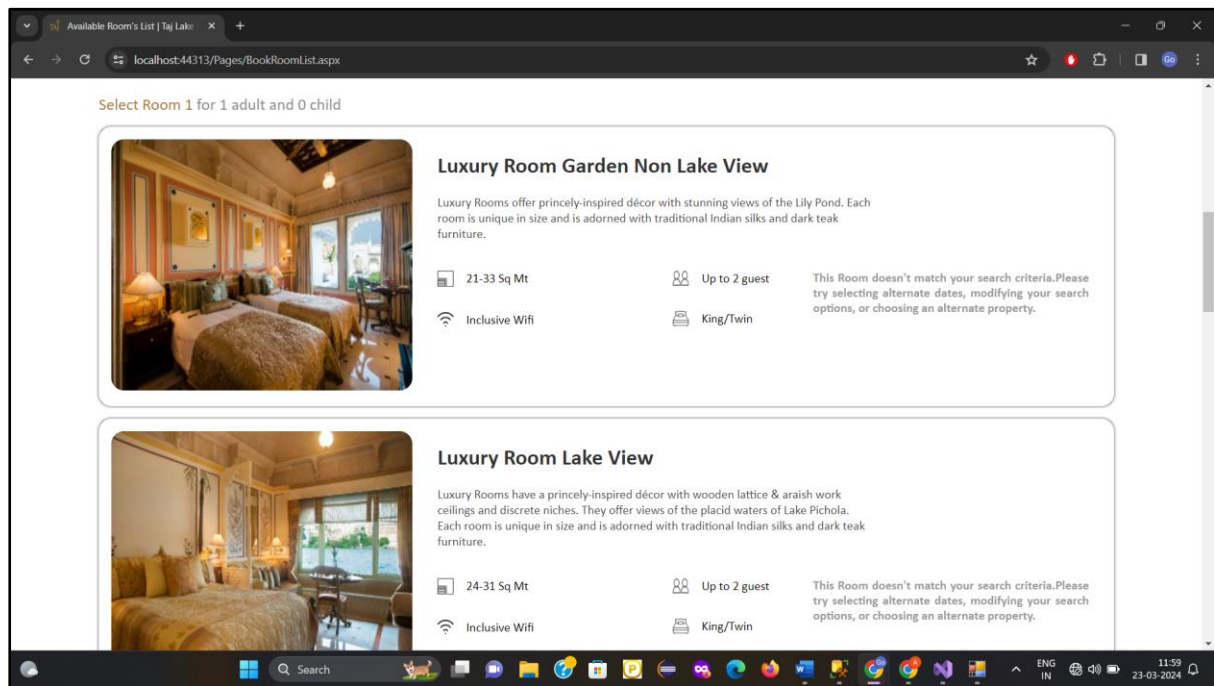 Available Room's List | Taj Lake
localhost:44313/Pages/BookRoomList.aspx
Go
Select Room 1 for 1 adult and 0 child
Luxury Room Garden Non Lake View
Luxury Rooms offer princely-inspired décor with stunning views of the Lily Pond. Each
room is unique in size and is adorned with traditional Indian silks and dark teak
furniture.
21-33 Sq Mt
Up to 2 guest
This Room doesn't match your search criteria.Please
try selecting alternate dates, modifying your search
options, or choosing an alternate property.
Inclusive Wifi
King/Twin
Luxury Room Lake View
Luxury Rooms have a princely-inspired décor with wooden lattice & araish work
ceilings and discrete niches. They offer views of the placid waters of Lake Pichola.
Each room is unique in size and is adorned with traditional Indian silks and dark teak
furniture.
24-31 Sq Mt
Up to 2 guest
This Room doesn't match your search criteria.Please
try selecting alternate dates, modifying your search
options, or choosing an alternate property.
Inclusive Wifi
King/Twin
Search
ENG
IN
11:59
23-03-2024